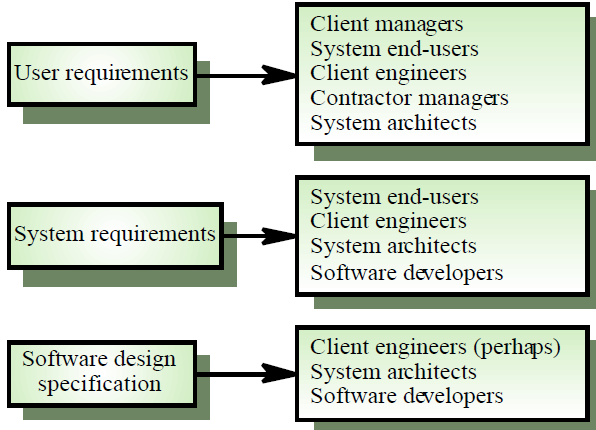 User requirements
Client managers
System end-users
Client engineers
Contractor managers
System architects
System requirements
System end-users
Client engineers
System architects
Software developers
Software design
specification
Client engineers (perhaps)
System architects
Software developers